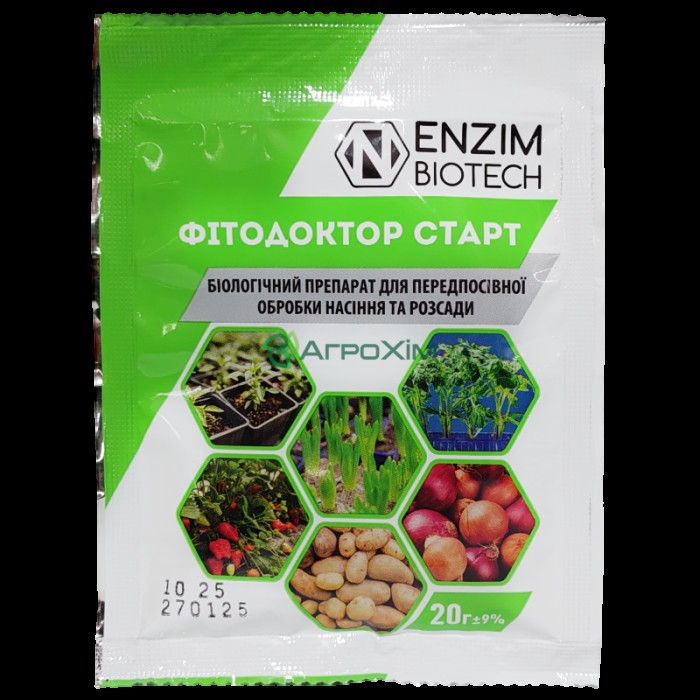 ENZIM
BIOTECH
ФІТОДОКТОР СТАРТ
БІОЛОГІЧНИЙ ПРЕПАРАТ ДЛЯ ПЕРЕДПОСІВНОЇ
ОБРОБКИ НАСІННЯ ТА РОЗСАДИ
АгроХім
10 25
270125
20г±9%